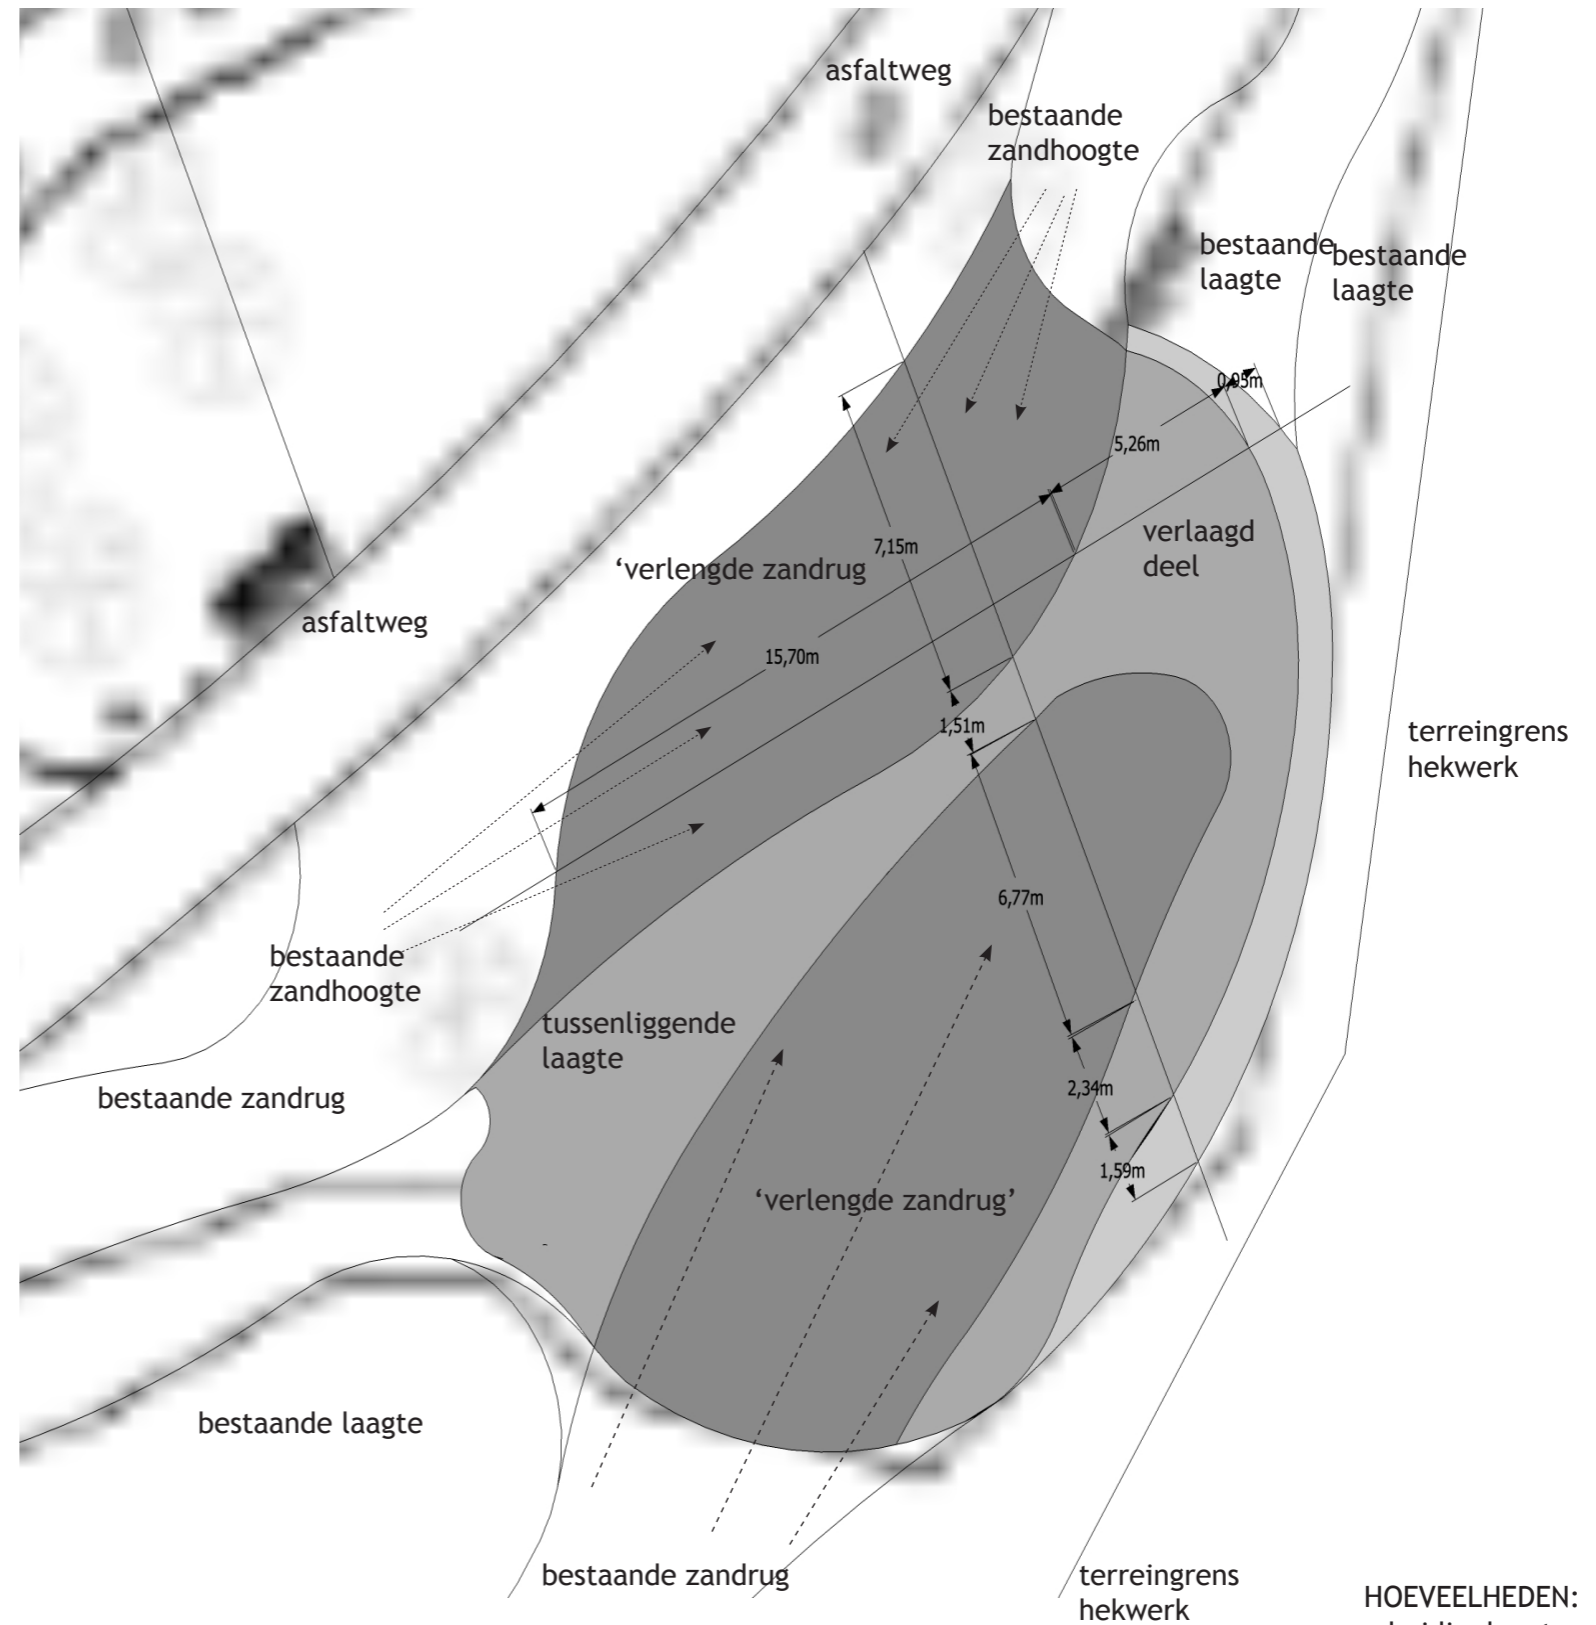 asfaltweg
bestaande
zandhoogte
bestaande
laagte
bestaande
laagte
0,95m
5,26m
verlaagd
deel
7,15m
‘verlengde zandrug
asfaltweg
15,70m
1,51m
terreingrens
hekwerk
6,77m
bestaande
zandhoogte
tussenliggende
laagte
bestaande zandrug
2,34m
1,59m
‘verlengde zandrug’
bestaande laagte
bestaande zandrug
terreingrens
hekwerk
HOEVEELHEDEN: